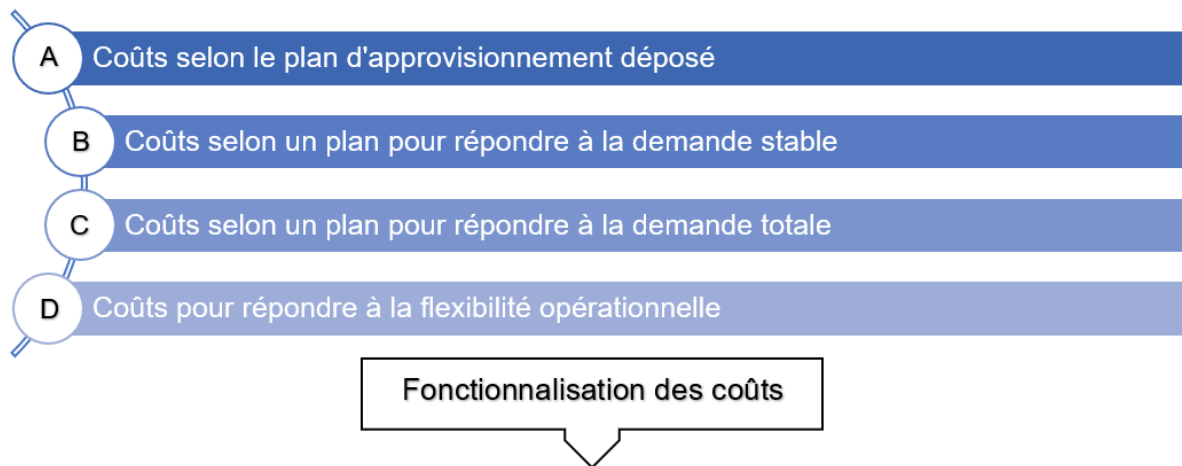 A Coûts selon le plan d'approvisionnement déposé
B Coûts selon un plan pour répondre à la demande stable
C Coûts selon un plan pour répondre à la demande totale
D Coûts pour répondre à la flexibilité opérationnelle
Fonctionnalisation des coûts